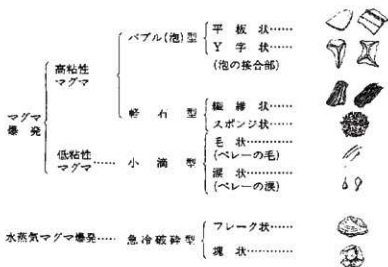 バブル(泡)型
平板状……
Y字状……
(泡の接合部)
高粘性
マグマ
軽石型
繊維状……
スポンジ状……
マグマ
爆発
低粘性……
マグマ
小滴型
毛状……
(ペレーの毛)
涙状……
(ペレーの涙)
水蒸気マグマ爆発……
急冷破砕型
フレーク状……
塊状……